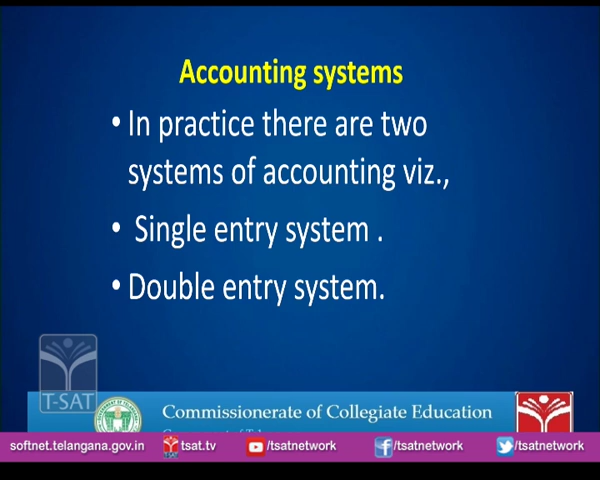 Accounting systems
• In practice there are two
systems of accounting viz.,
• Single entry system .
• Double entry system.
T-SAT
Commissionerate of Collegiate Education
softnet.telangana.gov.in tsat.tv /tsatnetwork /tsatnetwork /tsatnetwork